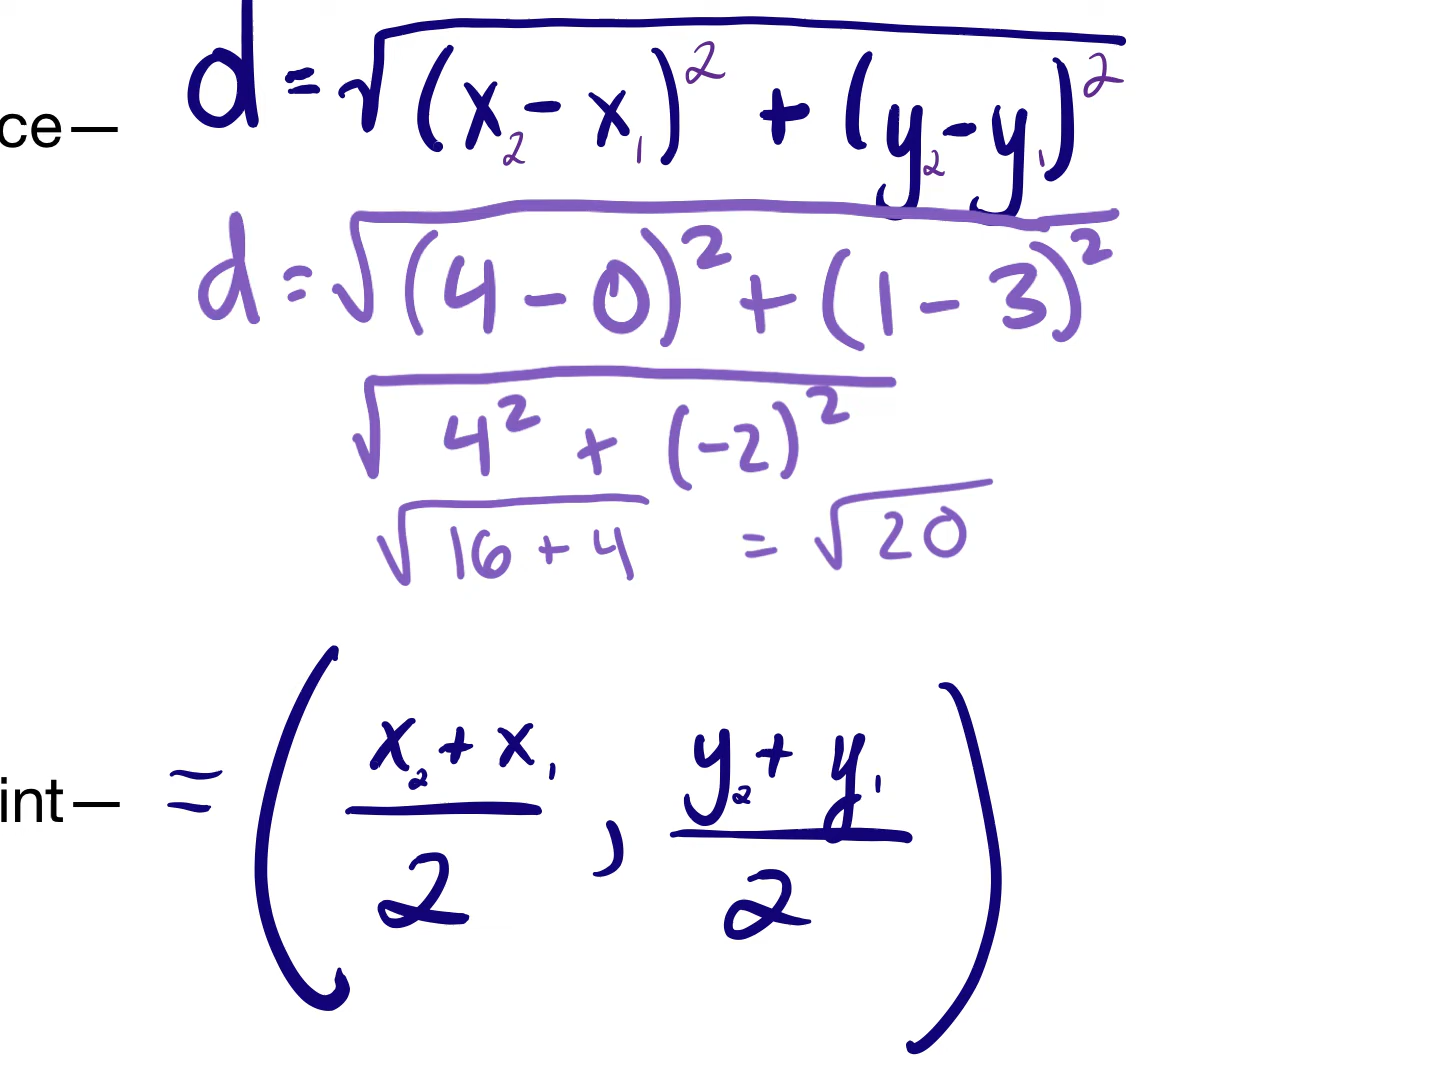 ce— d = √((x₂ - x₁)² + (y₂ - y₁)²)
d = √((4 - 0)² + (1 - 3)²)
√(4² + (-2)²)
√(16 + 4) = √20
int— = ((x₂ + x₁)/2, (y₂ + y₁)/2)